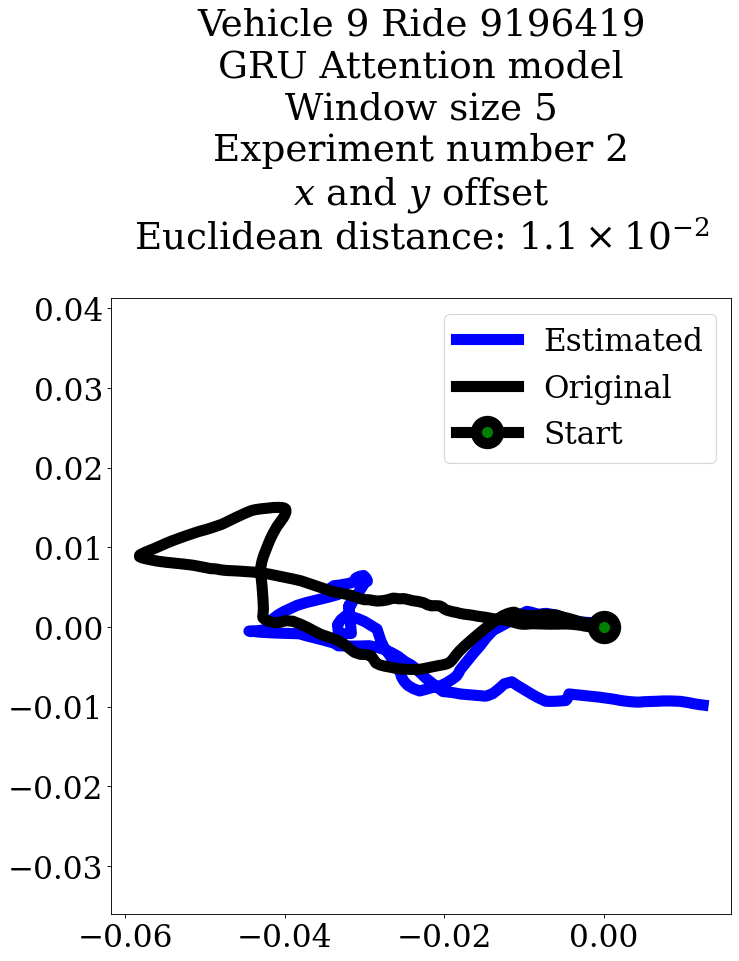 Vehicle 9 Ride 9196419
GRU Attention model
Window size 5
Experiment number 2
x and y offset
Euclidean distance: 1.1 × 10⁻²
Estimated
Original
Start
0.04
0.03
0.02
0.01
0.00
−0.01
−0.02
−0.03
−0.06
−0.04
−0.02
0.00